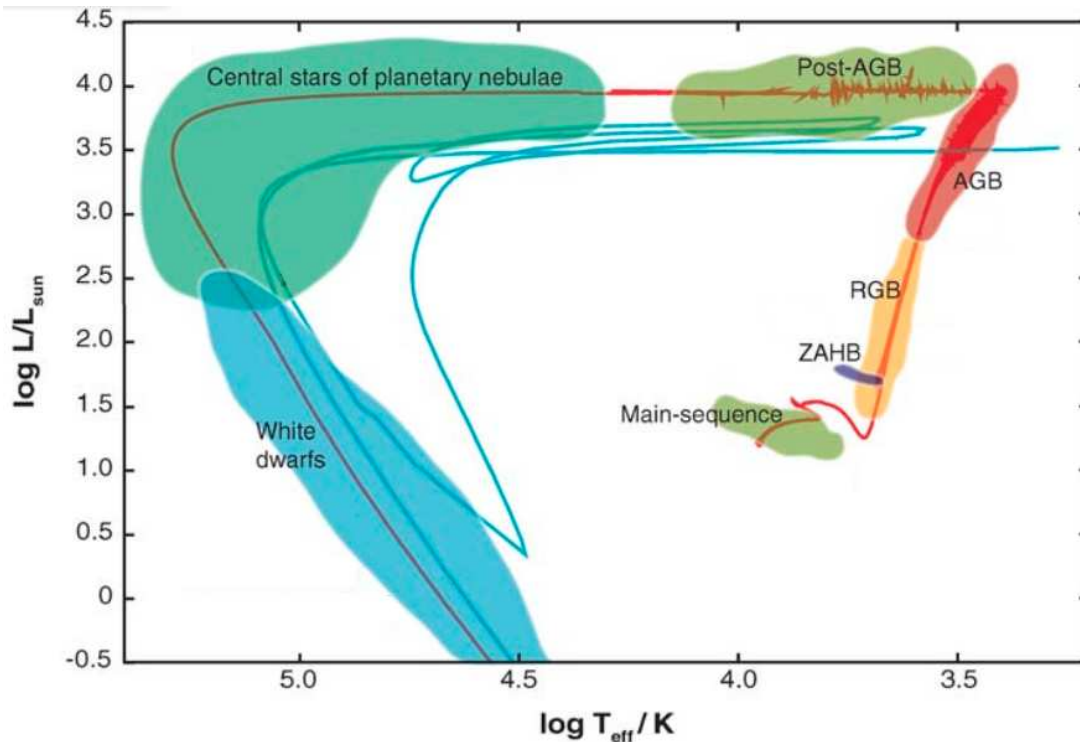 4.5
4.0
3.5
3.0
2.5
2.0
1.5
1.0
0.5
0
-0.5
log L/L_sun
Central stars of planetary nebulae
Post-AGB
AGB
RGB
ZAHB
Main-sequence
White
dwarfs
5.0
4.5
4.0
3.5
log T_eff / K